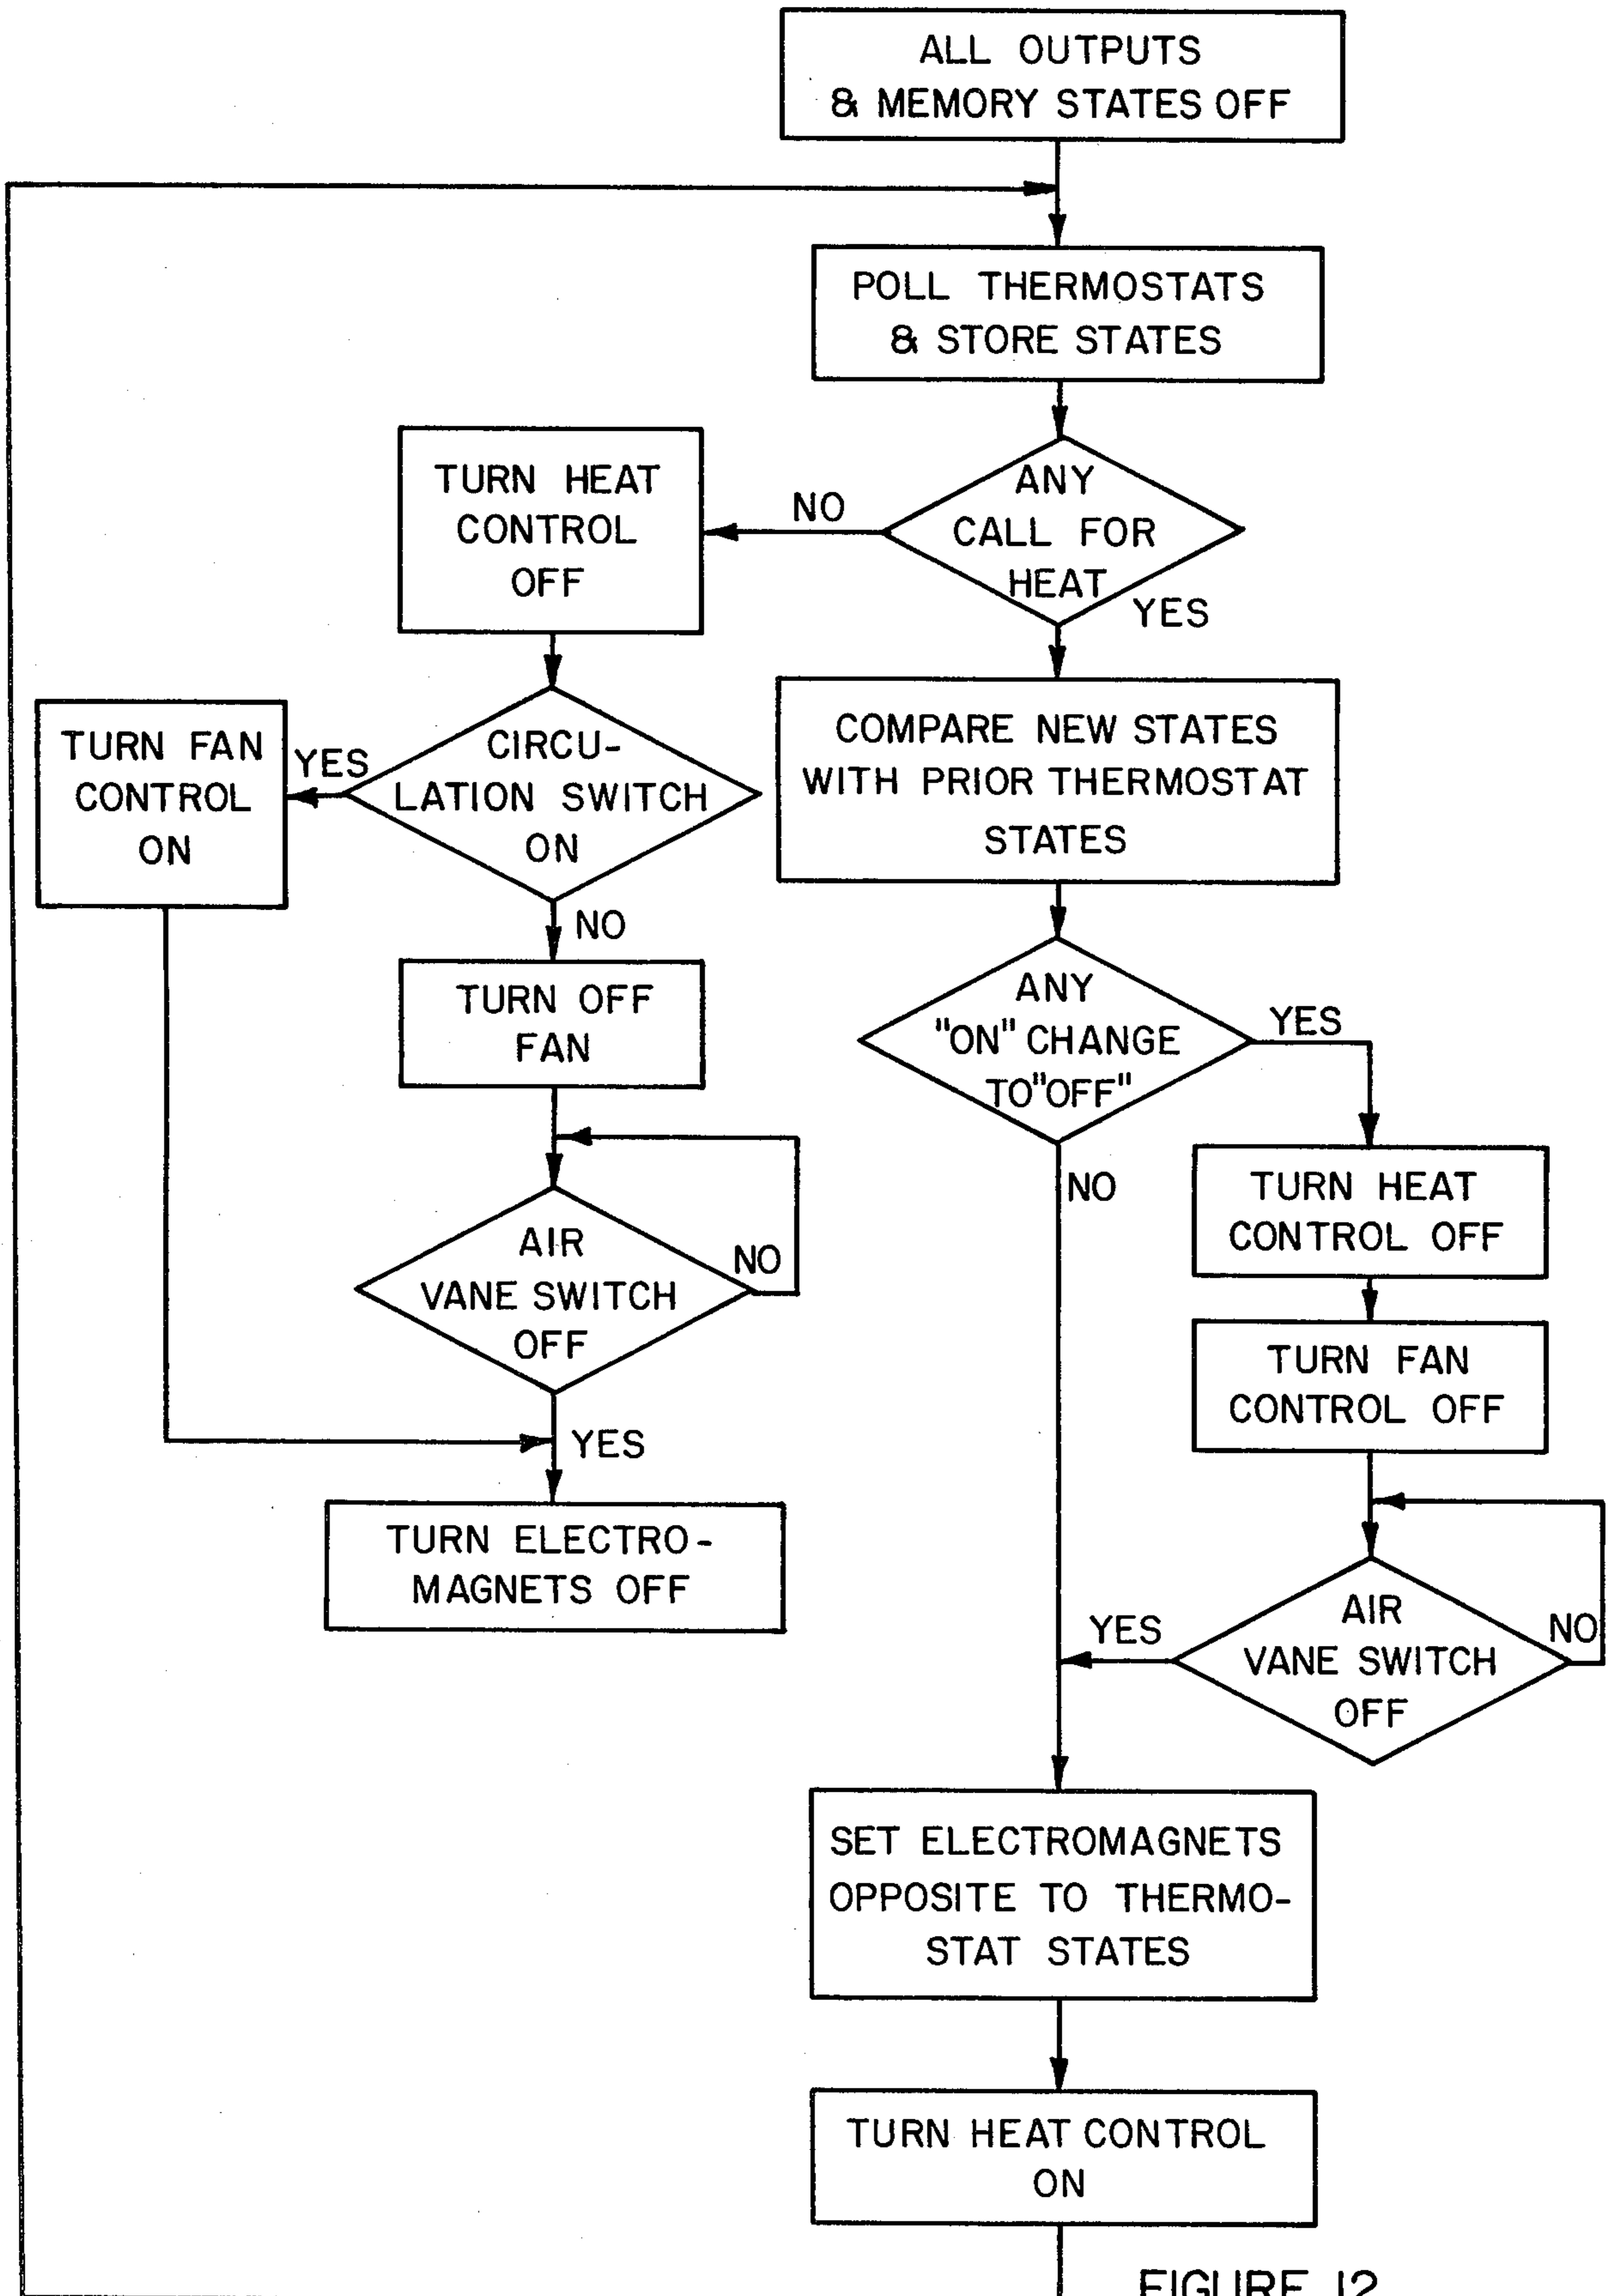 ALL OUTPUTS
& MEMORY STATES OFF
POLL THERMOSTATS
& STORE STATES
ANY
CALL FOR
HEAT
NO
YES
TURN HEAT
CONTROL
OFF
CIRCU-
LATION SWITCH
ON
YES
NO
TURN FAN
CONTROL
ON
TURN OFF
FAN
AIR
VANE SWITCH
OFF
NO
YES
TURN ELECTRO-
MAGNETS OFF
COMPARE NEW STATES
WITH PRIOR THERMOSTAT
STATES
ANY
"ON" CHANGE
TO "OFF"
YES
NO
TURN HEAT
CONTROL OFF
TURN FAN
CONTROL OFF
AIR
VANE SWITCH
OFF
NO
YES
SET ELECTROMAGNETS
OPPOSITE TO THERMO-
STAT STATES
TURN HEAT CONTROL
ON
FIGURE 12